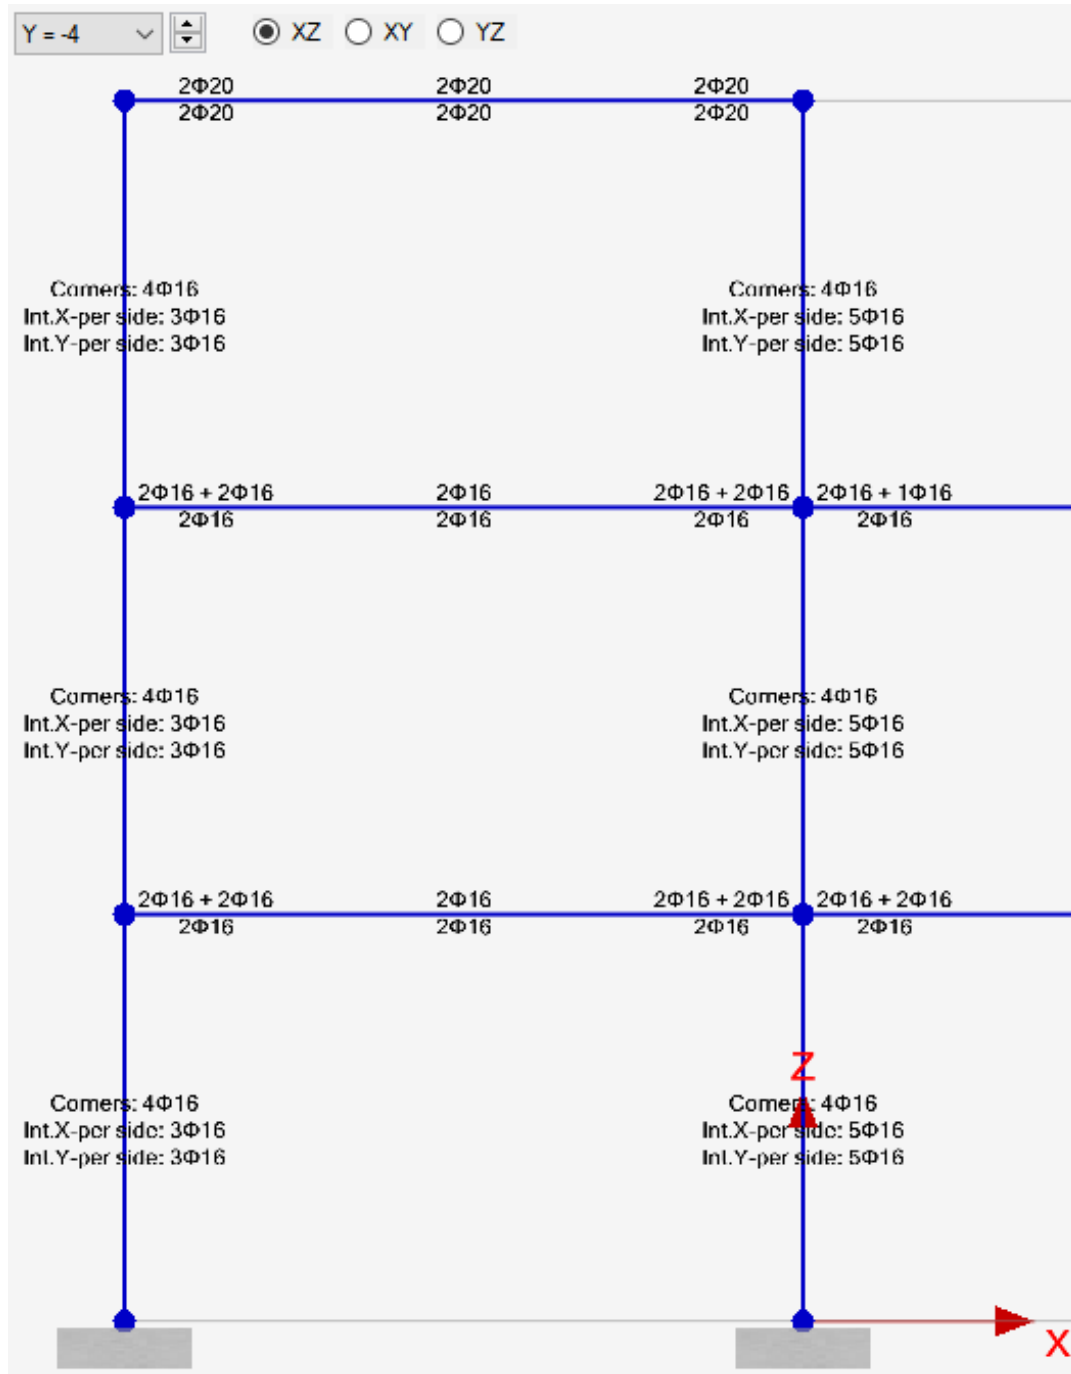 Y = -4 XZ XY YZ
2Φ20 2Φ20 2Φ20
2Φ20 2Φ20 2Φ20
Corners: 4Φ16 Corners: 4Φ16
Int.X-per side: 3Φ16 Int.X-per side: 5Φ16
Int.Y-per side: 3Φ16 Int.Y-per side: 5Φ16
2Φ16 + 2Φ16 2Φ16 2Φ16 + 2Φ16 2Φ16 + 1Φ16
2Φ16 2Φ16 2Φ16 2Φ16
Corners: 4Φ16 Corners: 4Φ16
Int.X-per side: 3Φ16 Int.X-per side: 5Φ16
Int.Y-per side: 3Φ16 Int.Y-per side: 5Φ16
2Φ16 + 2Φ16 2Φ16 2Φ16 + 2Φ16 2Φ16 + 2Φ16
2Φ16 2Φ16 2Φ16 2Φ16
Z
Corners: 4Φ16 Corners: 4Φ16
Int.X-per side: 3Φ16 Int.X-per side: 5Φ16
Int.Y-per side: 3Φ16 Int.Y-per side: 5Φ16
X